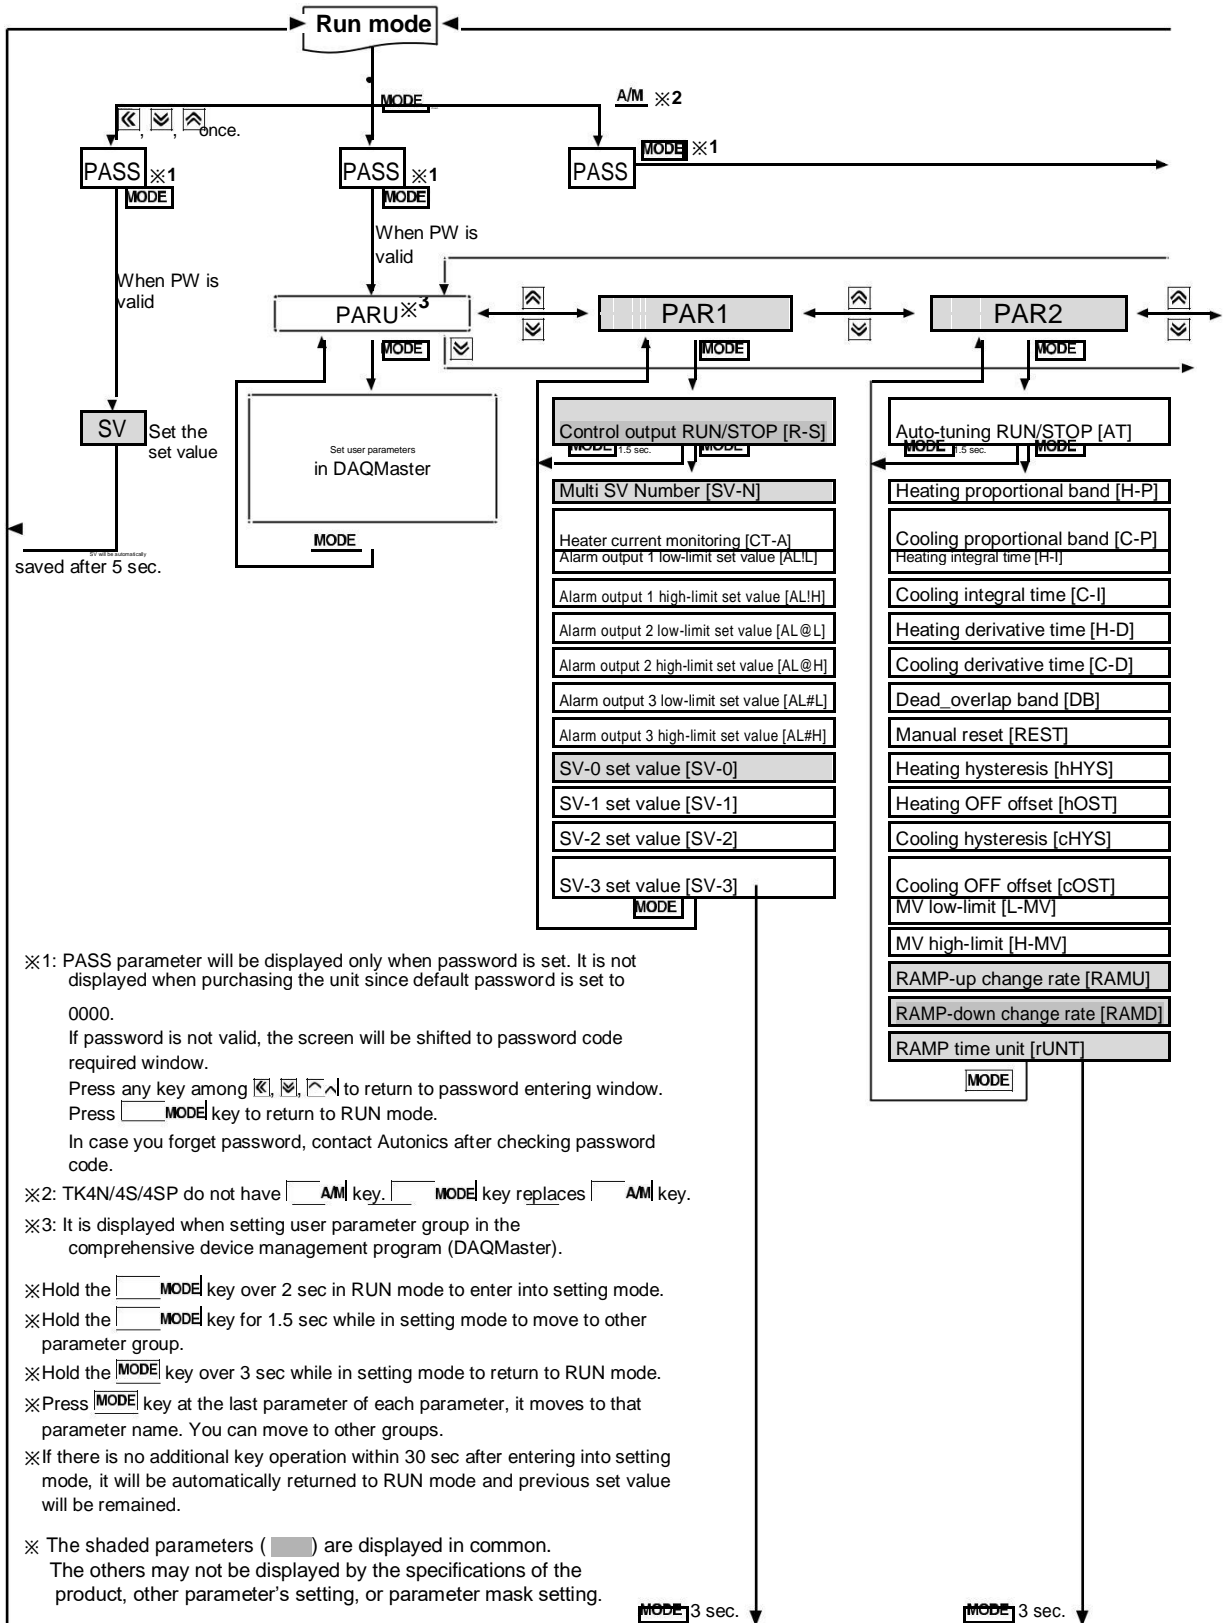 Run mode
MODE
A/M ※2
, , once.
MODE ※1
PASS ※1
PASS ※1
PASS
MODE
MODE
When PW is
valid
When PW is
valid
PARU※3
PAR1
PAR2
MODE
MODE
MODE
SV
Set the
set value
Set user parameters
in DAQMaster
MODE
SV will be automatically
saved after 5 sec.
Control output RUN/STOP [R-S]
MODE 1.5 sec. MODE
Multi SV Number [SV-N]
Heater current monitoring [CT-A]
Alarm output 1 low-limit set value [AL!L]
Alarm output 1 high-limit set value [AL!H]
Alarm output 2 low-limit set value [AL@L]
Alarm output 2 high-limit set value [AL@H]
Alarm output 3 low-limit set value [AL#L]
Alarm output 3 high-limit set value [AL#H]
SV-0 set value [SV-0]
SV-1 set value [SV-1]
SV-2 set value [SV-2]
SV-3 set value [SV-3]
MODE
Auto-tuning RUN/STOP [AT]
MODE 1.5 sec. MODE
Heating proportional band [H-P]
Cooling proportional band [C-P]
Heating integral time [H-I]
Cooling integral time [C-I]
Heating derivative time [H-D]
Cooling derivative time [C-D]
Dead_overlap band [DB]
Manual reset [REST]
Heating hysteresis [hHYS]
Heating OFF offset [hOST]
Cooling hysteresis [cHYS]
Cooling OFF offset [cOST]
MV low-limit [L-MV]
MV high-limit [H-MV]
RAMP-up change rate [RAMU]
RAMP-down change rate [RAMD]
RAMP time unit [rUNT]
MODE
※1: PASS parameter will be displayed only when password is set. It is not
displayed when purchasing the unit since default password is set to
0000.
If password is not valid, the screen will be shifted to password code
required window.
Press any key among , , to return to password entering window.
Press MODE key to return to RUN mode.
In case you forget password, contact Autonics after checking password
code.
※2: TK4N/4S/4SP do not have A/M key. MODE key replaces A/M key.
※3: It is displayed when setting user parameter group in the
comprehensive device management program (DAQMaster).
※Hold the MODE key over 2 sec in RUN mode to enter into setting mode.
※Hold the MODE key for 1.5 sec while in setting mode to move to other
parameter group.
※Hold the MODE key over 3 sec while in setting mode to return to RUN mode.
※Press MODE key at the last parameter of each parameter, it moves to that
parameter name. You can move to other groups.
※If there is no additional key operation within 30 sec after entering into setting
mode, it will be automatically returned to RUN mode and previous set value
will be remained.
※ The shaded parameters ( ) are displayed in common.
The others may not be displayed by the specifications of the
product, other parameter's setting, or parameter mask setting.
MODE 3 sec.
MODE 3 sec.